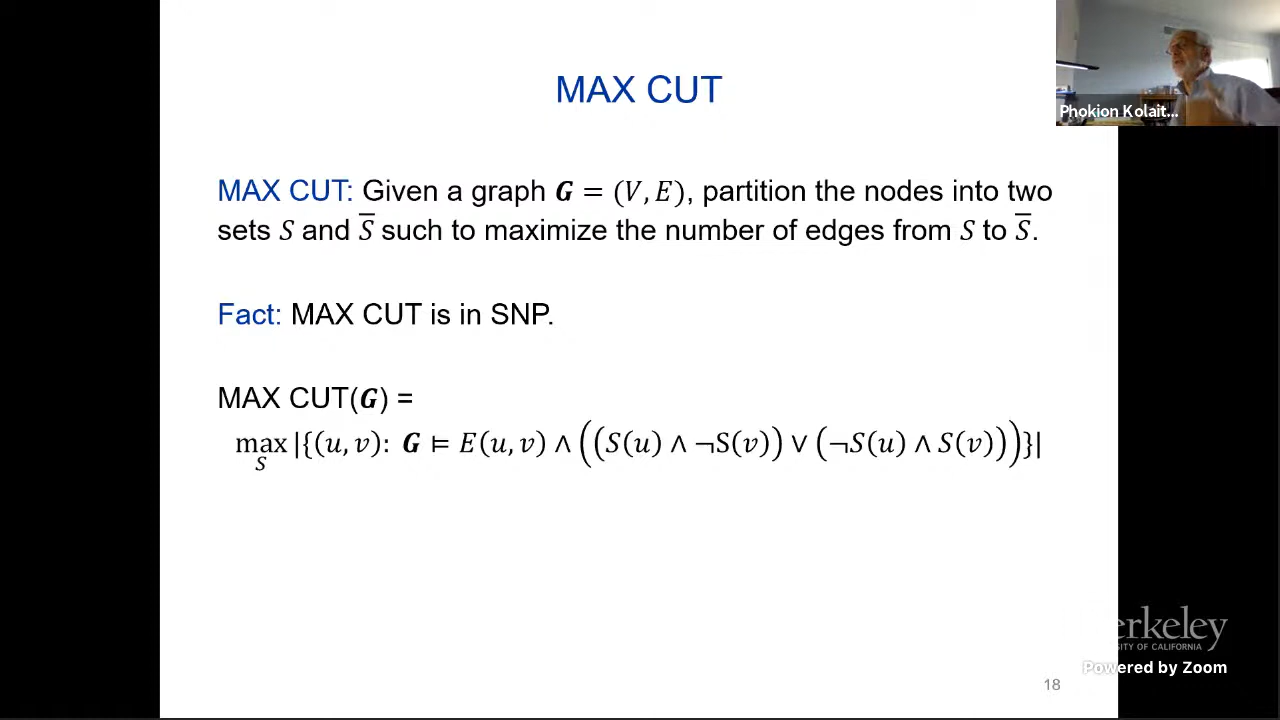 MAX CUT
Phokion Kolait...
MAX CUT: Given a graph 𝑮 = (𝑉, 𝐸), partition the nodes into two
sets 𝑆 and 𝑆̅ such to maximize the number of edges from 𝑆 to 𝑆̅.
Fact: MAX CUT is in SNP.
MAX CUT(𝑮) =
max |{(𝑢, 𝑣): 𝑮 ⊨ 𝐸(𝑢, 𝑣) ∧ ((𝑆(𝑢) ∧ ¬S(𝑣)) ∨ (¬𝑆(𝑢) ∧ 𝑆(𝑣)))}|
𝑆
erkeley
SITY OF CALIFORNIA
Powered by Zoom
18